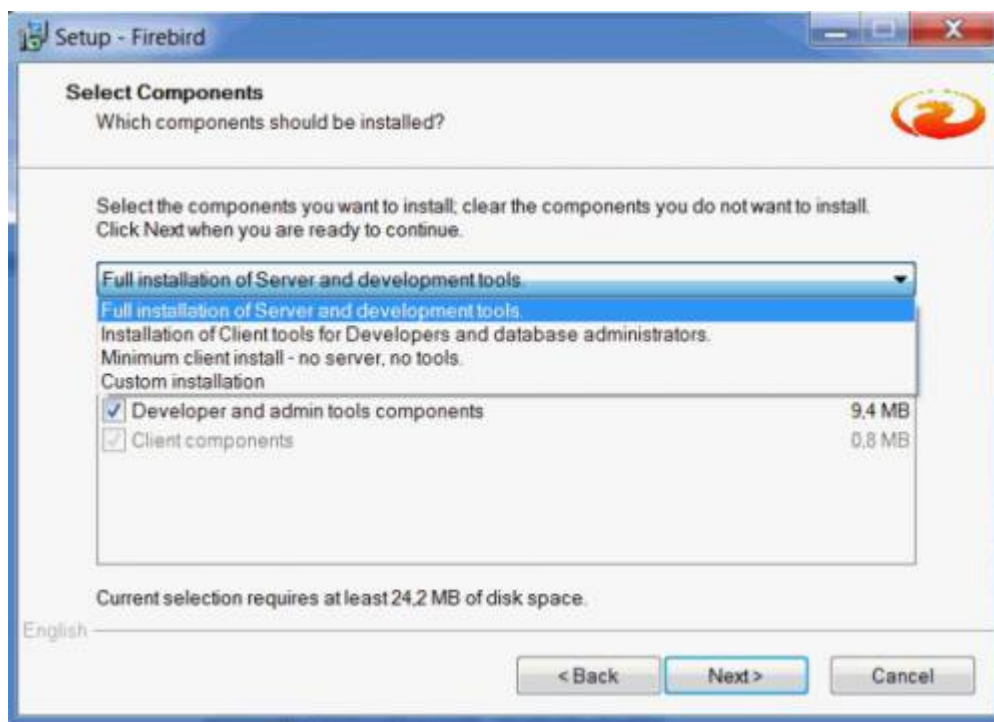 Setup - Firebird
Select Components
Which components should be installed?
Select the components you want to install; clear the components you do not want to install.
Click Next when you are ready to continue.
Full installation of Server and development tools.
Full installation of Server and development tools.
Installation of Client tools for Developers and database administrators.
Minimum client install - no server, no tools.
Custom installation
Developer and admin tools components 9,4 MB
Client components 0,8 MB
Current selection requires at least 24,2 MB of disk space.
English
< Back Next > Cancel